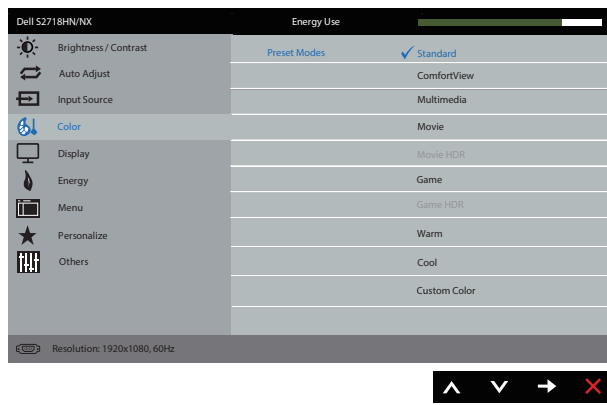 Dell S2718HN/NX Energy Use
Brightness / Contrast
Auto Adjust
Input Source
Color
Display
Energy
Menu
Personalize
Others
Preset Modes
Standard
ComfortView
Multimedia
Movie
Movie HDR
Game
Game HDR
Warm
Cool
Custom Color
Resolution: 1920x1080, 60Hz